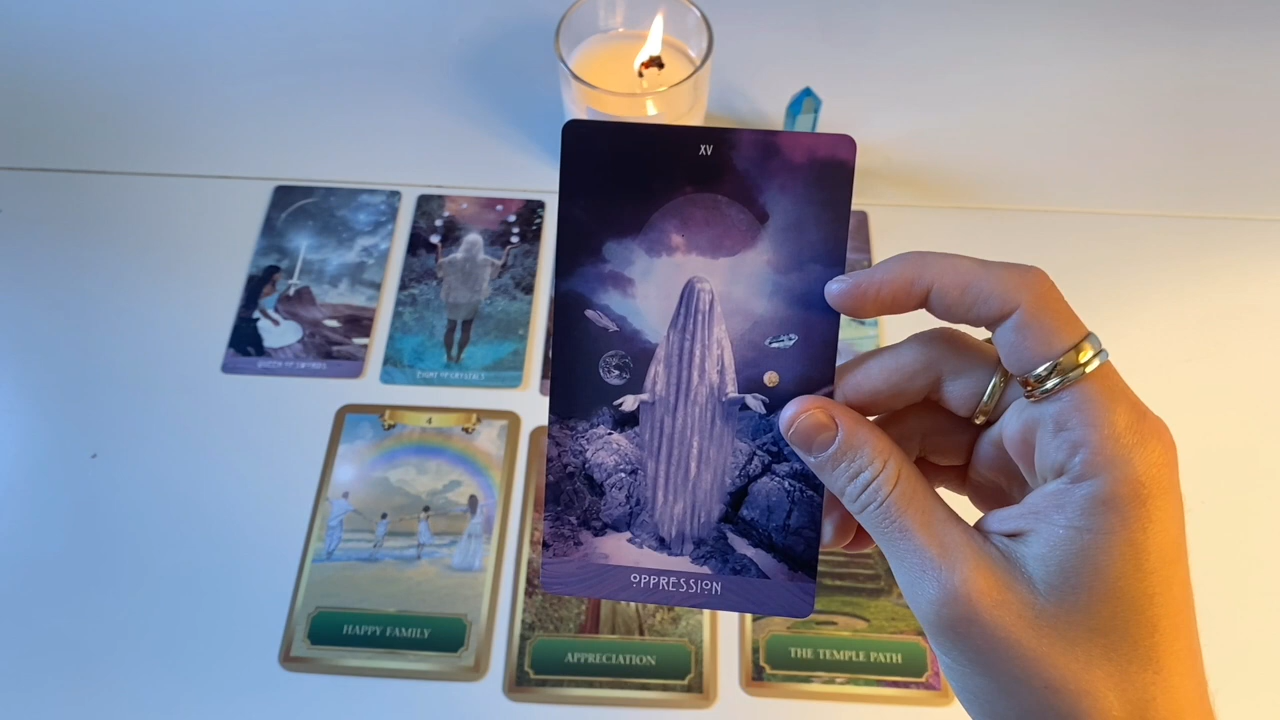 XV
OPPRESSION
QUEEN OF SWORDS
EIGHT OF CRYSTALS
4
HAPPY FAMILY
APPRECIATION
THE TEMPLE PATH